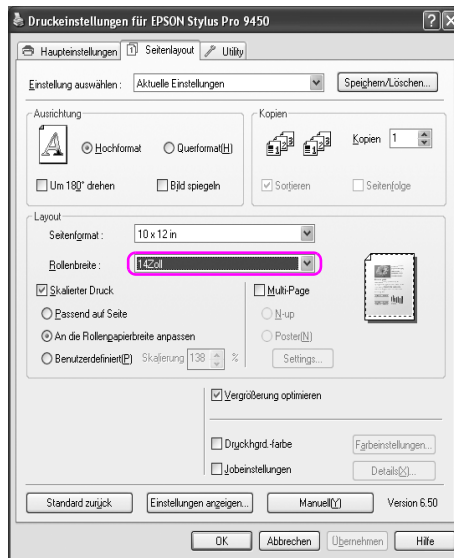 Druckeinstellungen für EPSON Stylus Pro 9450
Haupteinstellungen Seitenlayout Utility
Einstellung auswählen : Aktuelle Einstellungen Speichern/Löschen...
Ausrichtung
A Hochformat Querformat(H)
Um 180° drehen Bild spiegeln
Kopien
Kopien 1
Sortieren Seitenfolge
Layout
Seitenformat : 10 x 12 in
Rollenbreite : 14Zoll
Skalierter Druck
Passend auf Seite
An die Rollenpapierbreite anpassen
Benutzerdefiniert(P) Skalierung 138 %
Multi-Page
N-up
Poster(N)
Settings...
Vergrößerung optimieren
Druckhgrd.-farbe Farbeinstellungen...
Jobeinstellungen Details(X)...
Standard zurück Einstellungen anzeigen... Manuell(Y) Version 6.50
OK Abbrechen Übernehmen Hilfe